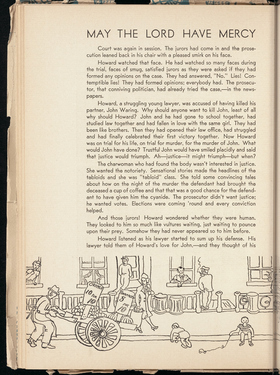 MAY THE LORD HAVE MERCY
Court was again in session. The jurors had come in and the prose-
cution leaned back in his chair with a pleased smirk on his face.
Howard watched that face. He had watched so many faces during
the trial, faces of smug, satisfied jurors as they were asked if they had
formed any opinions on the case. They had answered, "No." Lies! Con-
temptible lies! They had formed opinions; everybody had. The prosecu-
tor, that conniving politician, had already tried the case,—in the news-
papers.
Howard, a struggling young lawyer, was accused of having killed his
partner, John Waring. Why should anyone want to kill John, least of all
why should Howard? John and he had gone to school together, had
studied law together and had fallen in love with the same girl. They had
been like brothers. Then they had opened their law office, had struggled
and had finally celebrated their first victory together. Now Howard
was on trial for his life, on trial for murder, for the murder of John. What
would John have done? Trustful John would have smiled placidly and said
that justice would triumph. Ah—justice—it might triumph—but when?
The charwoman who had found the body wasn't interested in justice.
She wanted the notoriety. Sensational stories made the headlines of the
tabloids and she was "tabloid" class. She told some convincing tales
about how on the night of the murder the defendant had brought the
deceased a cup of coffee and that that was a good chance for the defend-
ant to have given him the cyanide. The prosecutor didn't want justice;
he wanted votes. Elections were coming 'round and every conviction
helped.
And those jurors! Howard wondered whether they were human.
They looked to him so much like vultures waiting, just waiting to pounce
upon their prey. Somehow they had never appeared so to him before.
Howard listened as his lawyer started to sum up his defense. His
lawyer told them of Howard's love for John,—and they thought of his